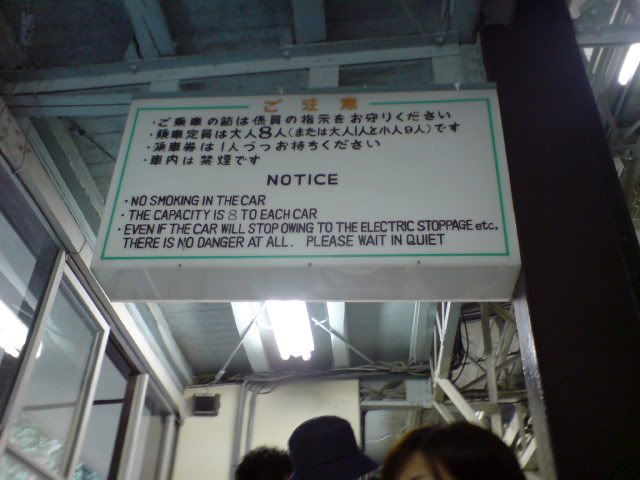 ご注意
・ご乗車の節は係員の指示をお守りください
・乗車定員は大人8人(または大人1人と小人9人)です
・乗車券は1人づつお持ちください
・車内は禁煙です
NOTICE
・NO SMOKING IN THE CAR
・THE CAPACITY IS 8 TO EACH CAR
・EVEN IF THE CAR WILL STOP OWING TO THE ELECTRIC STOPPAGE etc.
THERE IS NO DANGER AT ALL. PLEASE WAIT IN QUIET